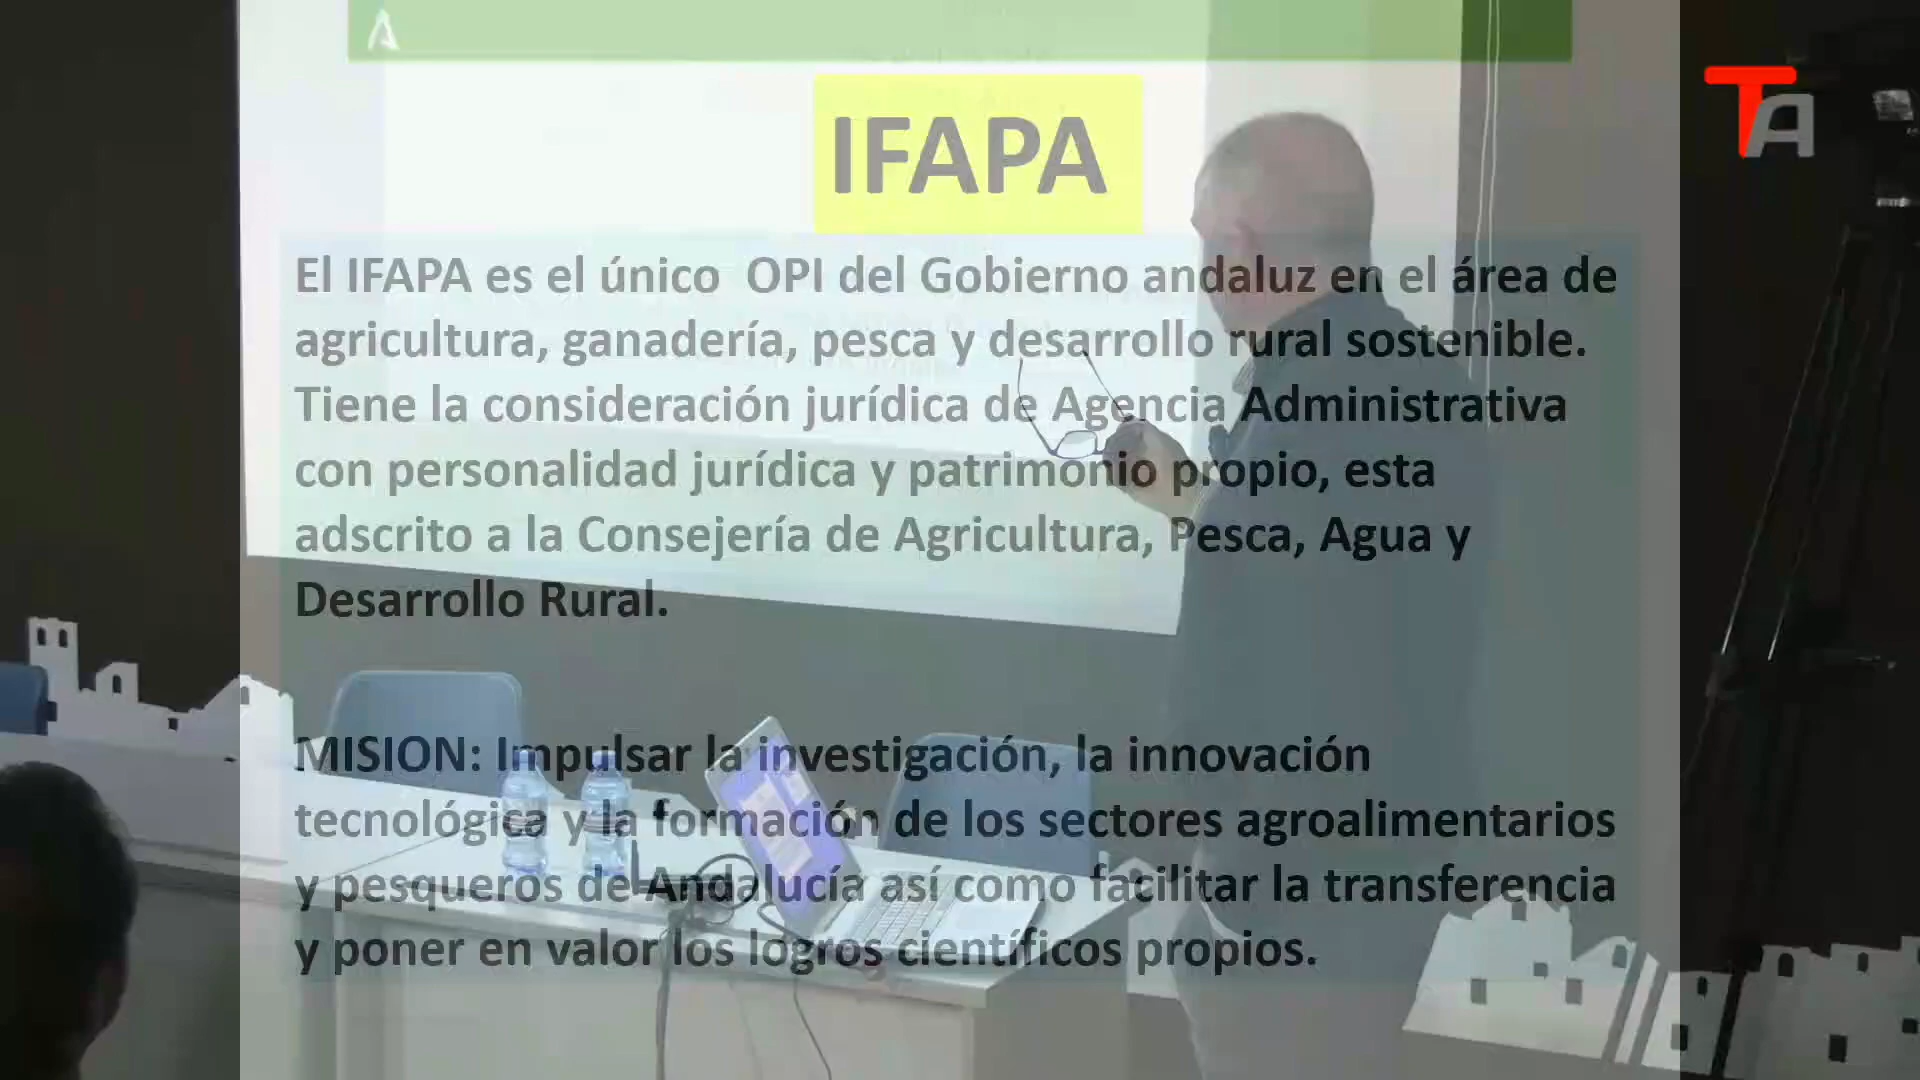 TA
IFAPA
El IFAPA es el único OPI del Gobierno andaluz en el área de
agricultura, ganadería, pesca y desarrollo rural sostenible.
Tiene la consideración jurídica de Agencia Administrativa
con personalidad jurídica y patrimonio propio, esta
adscrito a la Consejería de Agricultura, Pesca, Agua y
Desarrollo Rural.
MISION: Impulsar la investigación, la innovación
tecnológica y la formación de los sectores agroalimentarios
y pesqueros de Andalucía así como facilitar la transferencia
y poner en valor los logros científicos propios.